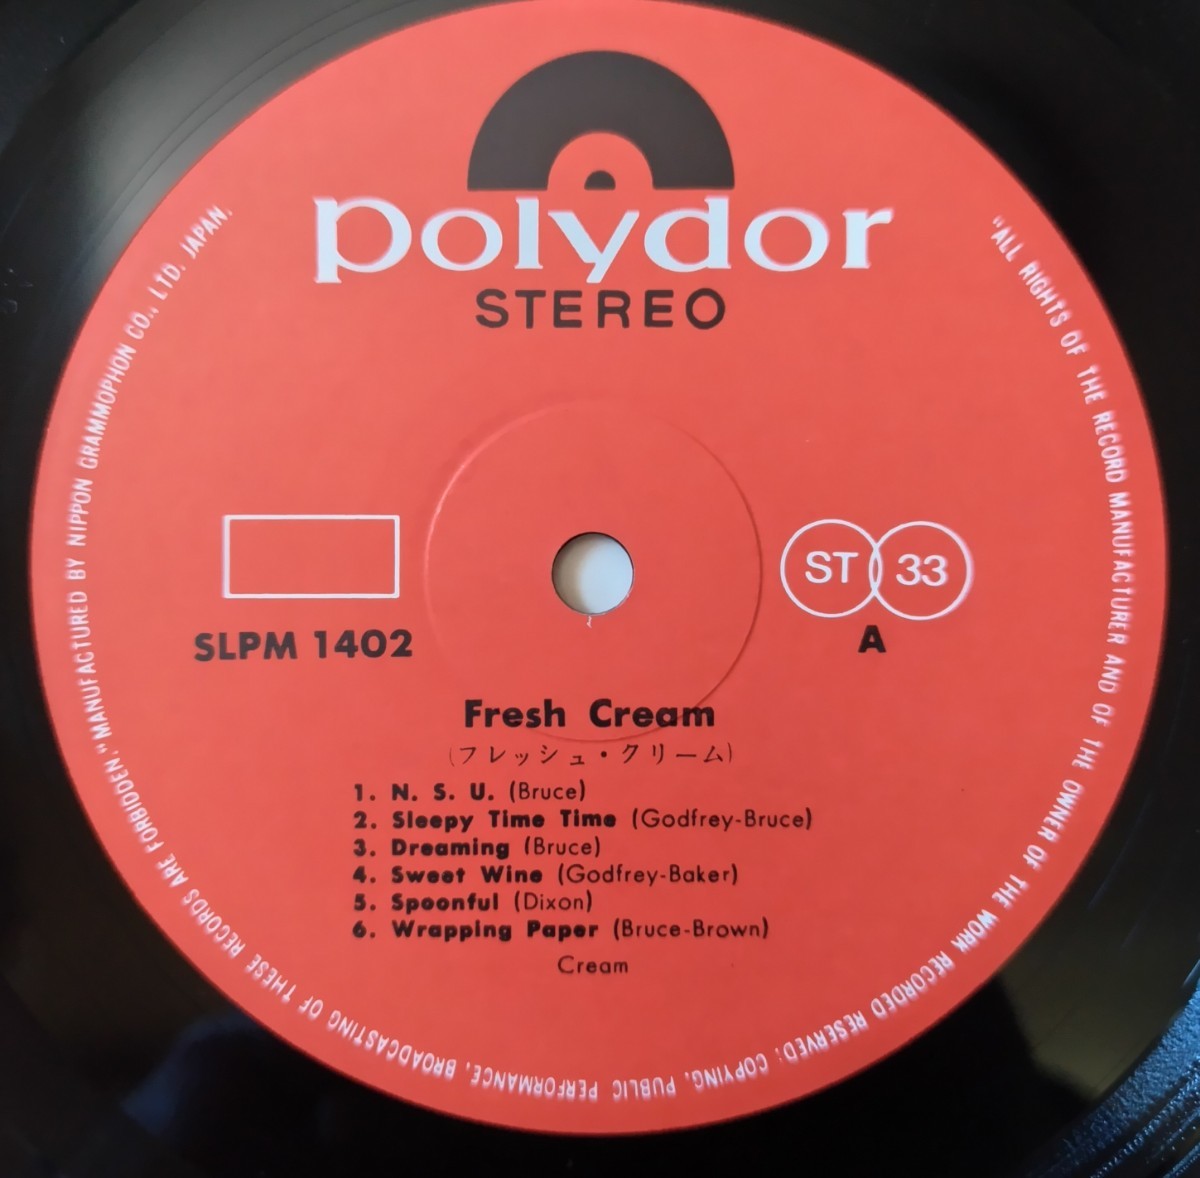 polydor
STEREO
ST 33
SLPM 1402
A
Fresh Cream
(フレッシュ・クリーム)
1. N. S. U. (Bruce)
2. Sleepy Time Time (Godfrey-Bruce)
3. Dreaming (Bruce)
4. Sweet Wine (Godfrey-Baker)
5. Spoonful (Dixon)
6. Wrapping Paper (Bruce-Brown)
Cream
"ALL RIGHTS OF THE RECORD MANUFACTURER AND OF THE OWNER OF THE WORK RECORDED RESERVED; COPYING, PUBLIC PERFORMANCE, BROADCASTING OF THESE RECORDS ARE FORBIDDEN," MANUFACTURED BY NIPPON GRAMMOPHON CO., LTD. JAPAN.